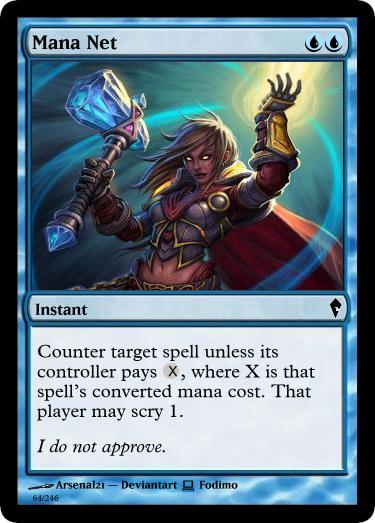 Mana Net
Instant
Counter target spell unless its
controller pays X, where X is that
spell's converted mana cost. That
player may scry 1.
I do not approve.
Arsenal21 — Deviantart Fodimo
64/246